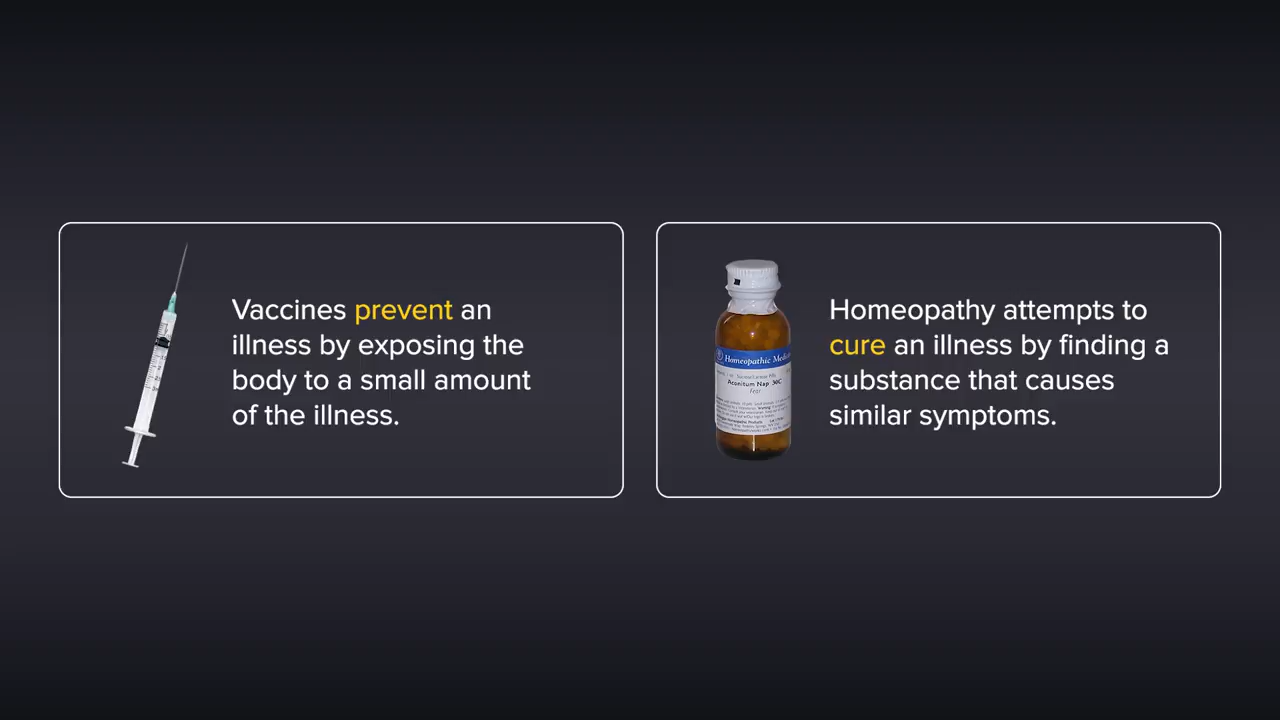 Vaccines prevent an
illness by exposing the
body to a small amount
of the illness.
Homeopathy attempts to
cure an illness by finding a
substance that causes
similar symptoms.
Homeopathic Medi
Aconitum Nap 30C